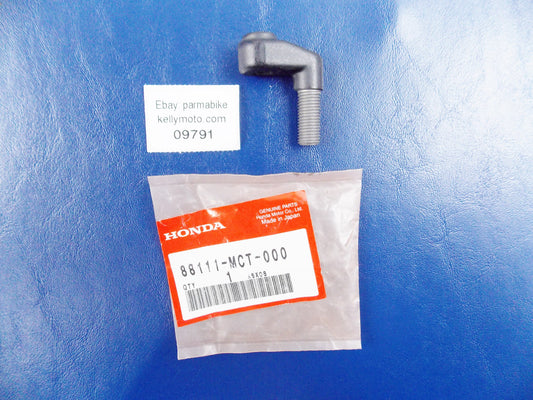 Ebay parmabike
kellymoto.com
09791
GENUINE PARTS
Honda Motor Co., Ltd.
Made in Japan
HONDA
88111-MCT-000
QTY 1